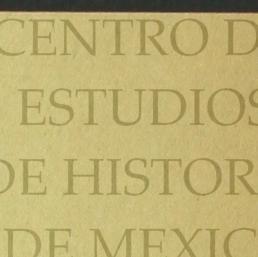 CENTRO D
ESTUDIOS
DE HISTOR
DE MEXIC